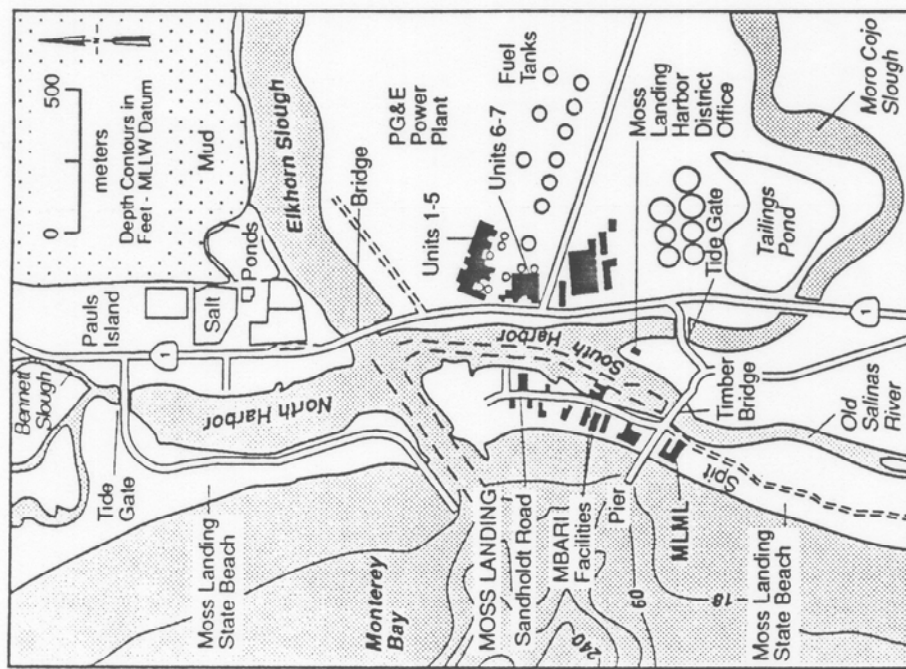 500
0
meters
Depth Contours in
Feet - MLLW Datum
N
Mud
Elkhorn Slough
Bridge
PG&E
Power
Plant
Fuel
Tanks
Units 1-5
Units 6-7
Moss
Landing
Harbor
District
Office
Moro Cojo
Slough
Tailings
Pond
Tide Gate
1
Pauls
Island
Salt
Ponds
1
Bennett
Slough
North Harbor
South
Harbor
Timber
Bridge
Old
Salinas
River
Tide
Gate
Moss Landing
State Beach
Monterey
Bay
MOSS LANDING
Sandholdt Road
MBARI
Facilities
Pier
MLML
Spit
Moss Landing
State Beach
240
60
18